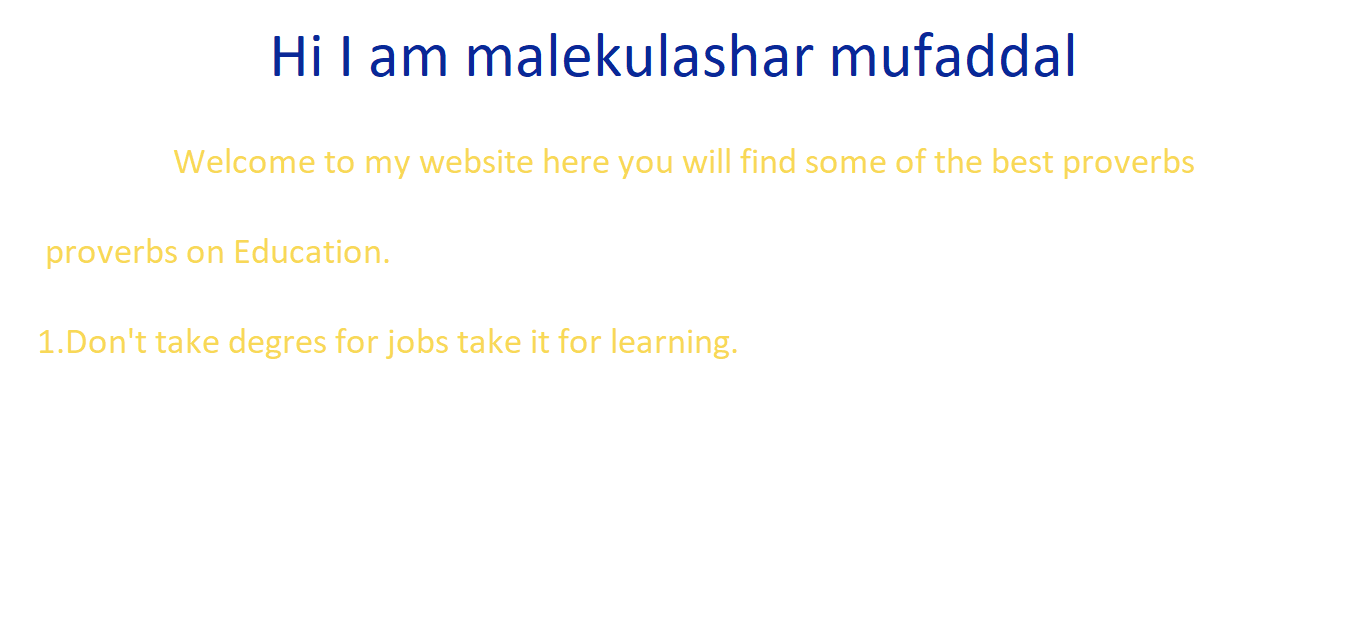 Hi I am malekulashar mufaddal
Welcome to my website here you will find some of the best proverbs
proverbs on Education.
1.Don't take degres for jobs take it for learning.